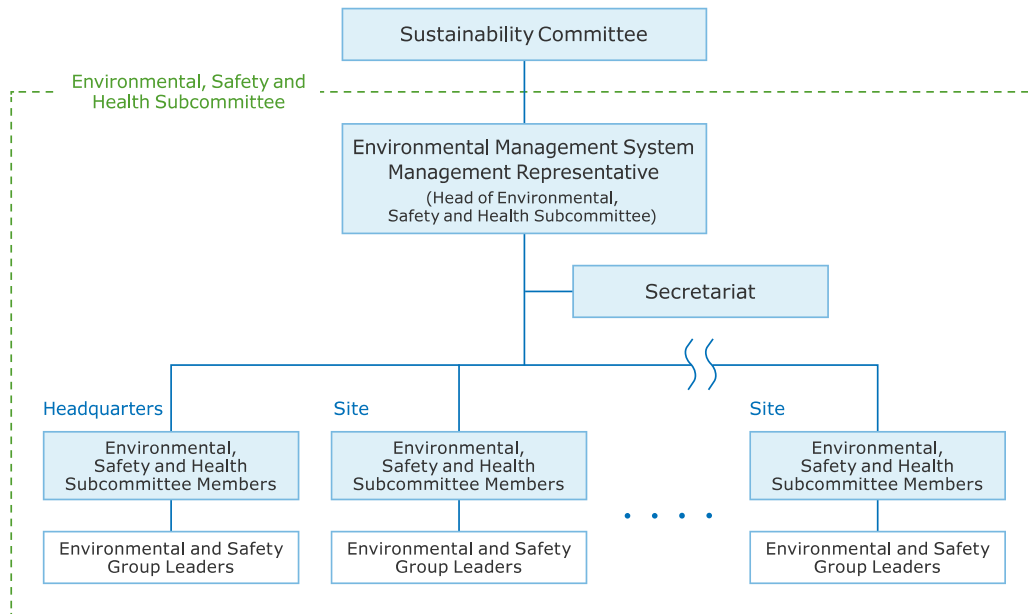 Sustainability Committee
Environmental, Safety and
Health Subcommittee
Environmental Management System
Management Representative
(Head of Environmental,
Safety and Health Subcommittee)
Secretariat
Headquarters
Environmental,
Safety and Health
Subcommittee Members
Environmental and Safety
Group Leaders
Site
Environmental,
Safety and Health
Subcommittee Members
Environmental and Safety
Group Leaders
Site
Environmental,
Safety and Health
Subcommittee Members
Environmental and Safety
Group Leaders